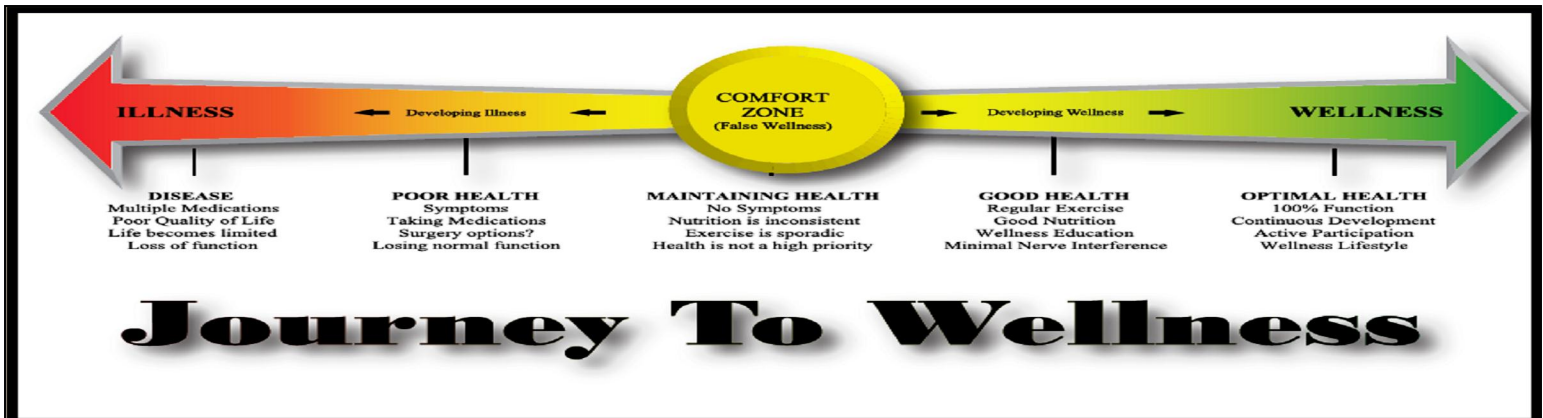 COMFORT
ZONE
(False Wellness)
ILLNESS
Developing Illness
Developing Wellness
WELLNESS
DISEASE
Multiple Medications
Poor Quality of Life
Life becomes limited
Loss of function
POOR HEALTH
Symptoms
Taking Medications
Surgery options?
Losing normal function
MAINTAINING HEALTH
No Symptoms
Nutrition is inconsistent
Exercise is sporadic
Health is not a high priority
GOOD HEALTH
Regular Exercise
Good Nutrition
Wellness Education
Minimal Nerve Interference
OPTIMAL HEALTH
100% Function
Continuous Development
Active Participation
Wellness Lifestyle
Journey To Wellness